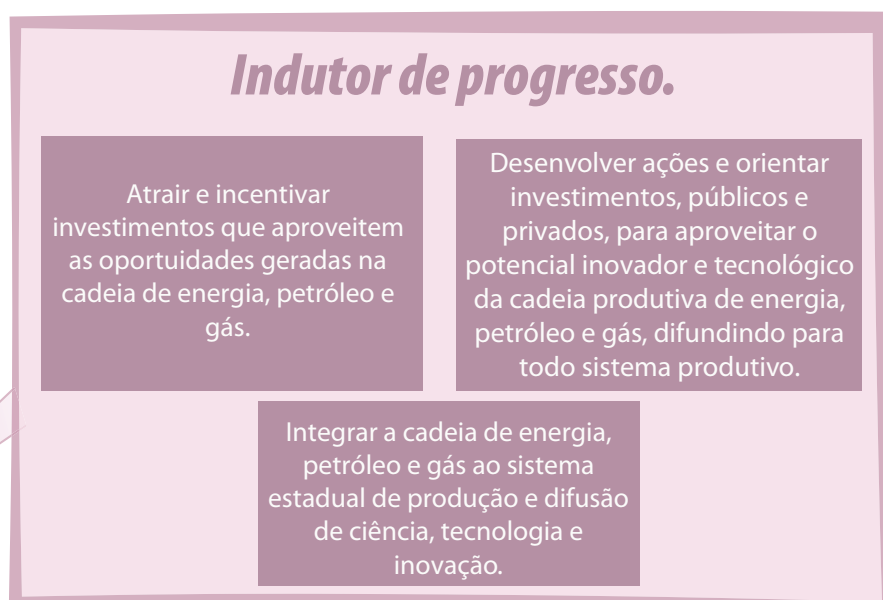 Indutor de progresso.
Atrair e incentivar
investimentos que aproveitem
as oportuidades geradas na
cadeia de energia, petróleo e
gás.
Desenvolver ações e orientar
investimentos, públicos e
privados, para aproveitar o
potencial inovador e tecnológico
da cadeia produtiva de energia,
petróleo e gás, difundindo para
todo sistema produtivo.
Integrar a cadeia de energia,
petróleo e gás ao sistema
estadual de produção e difusão
de ciência, tecnologia e
inovação.